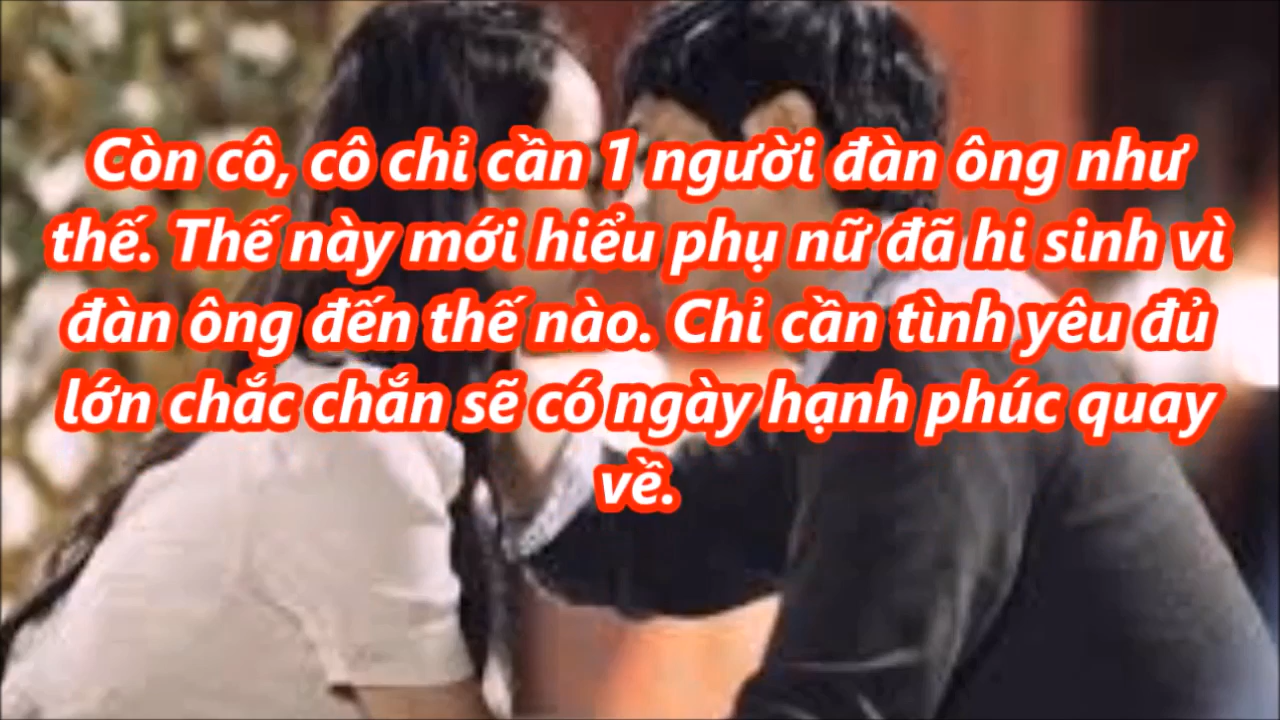 Còn cô, cô chỉ cần 1 người đàn ông như
thế. Thế này mới hiểu phụ nữ đã hi sinh vì
đàn ông đến thế nào. Chỉ cần tình yêu đủ
lớn chắc chắn sẽ có ngày hạnh phúc quay
về.